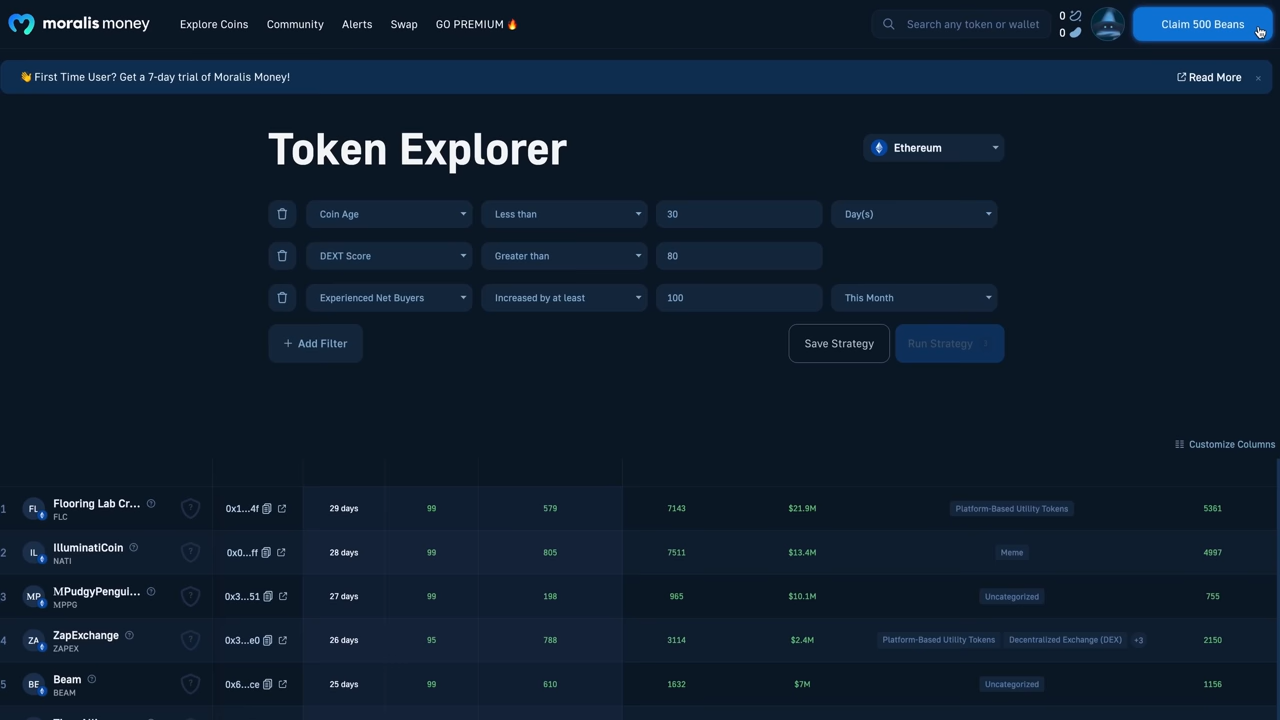 moralis money
Explore Coins
Community
Alerts
Swap
GO PREMIUM 🔥
Search any token or wallet
0
0
Claim 500 Beans
👋 First Time User? Get a 7-day trial of Moralis Money!
Read More
×
Token Explorer
Ethereum
Coin Age
Less than
30
Day(s)
DEXT Score
Greater than
80
Experienced Net Buyers
Increased by at least
100
This Month
+ Add Filter
Save Strategy
Run Strategy
Customize Columns
1 FL Flooring Lab Cr... FLC 0x1...4f 29 days 99 579 7143 $21.9M Platform-Based Utility Tokens 5361
2 IL IlluminatiCoin NATI 0x0...ff 28 days 99 805 7511 $13.4M Meme 4997
3 MP MPudgyPengui... MPPG 0x3...51 27 days 99 198 965 $10.1M Uncategorized 755
4 ZA ZapExchange ZAPEX 0x3...e0 26 days 95 788 3114 $2.4M Platform-Based Utility Tokens Decentralized Exchange (DEX) +3 2150
5 BE Beam BEAM 0x6...ce 25 days 99 610 1632 $7M Uncategorized 1156